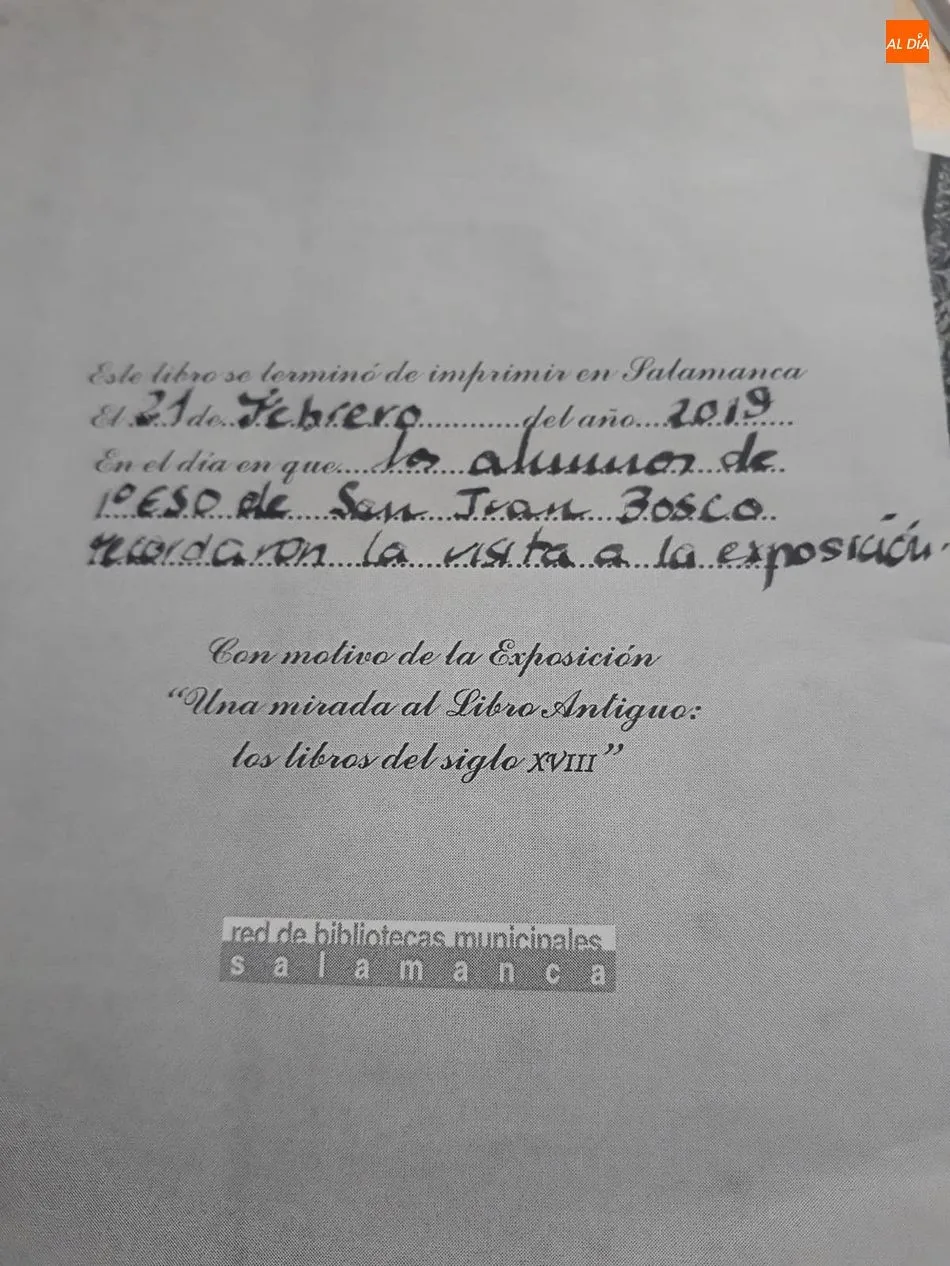 AL DÍA
Este libro se terminó de imprimir en Salamanca
El 21 de Febrero del año 2019
En el día en que los alumnos de
1º ESO de San Juan Bosco
recordaron la visita a la exposición.
Con motivo de la Exposición
“Una mirada al Libro Antiguo:
los libros del siglo XVIII”
red de bibliotecas municipales
salamanca